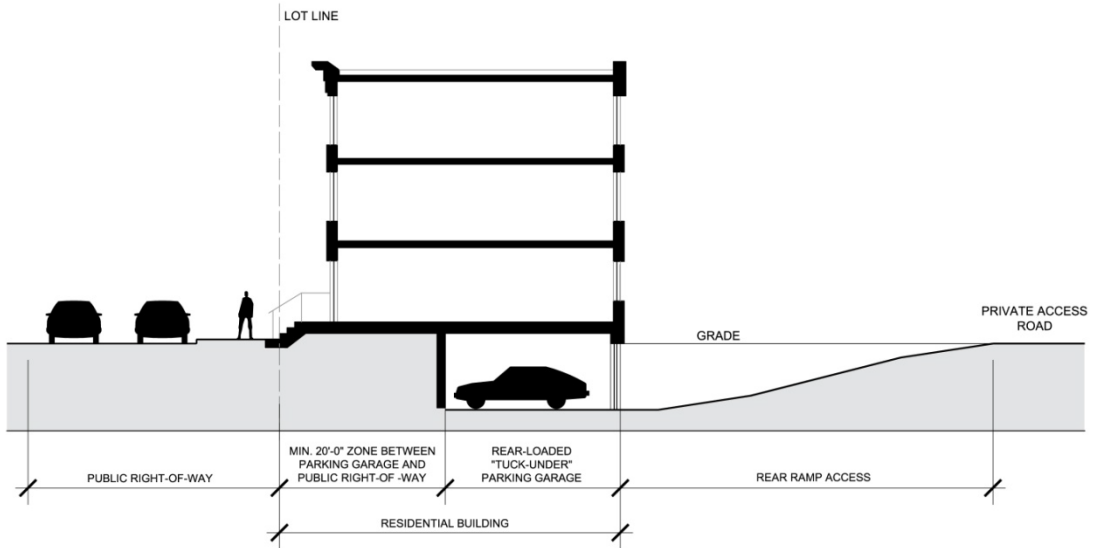 LOT LINE
PRIVATE ACCESS
ROAD
GRADE
MIN. 20'-0" ZONE BETWEEN
PARKING GARAGE AND
PUBLIC RIGHT-OF -WAY
REAR-LOADED
"TUCK-UNDER"
PARKING GARAGE
PUBLIC RIGHT-OF-WAY
REAR RAMP ACCESS
RESIDENTIAL BUILDING